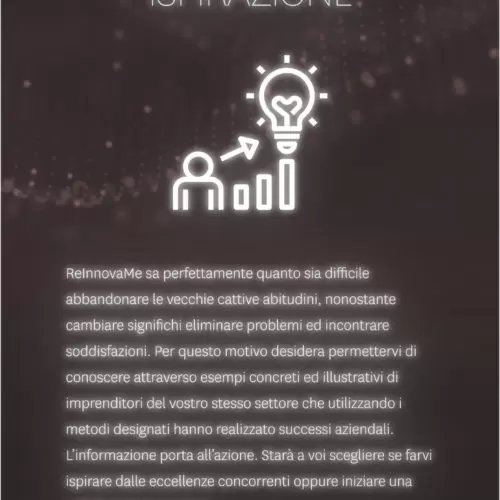 ISPIRAZIONE
ReInnovaMe sa perfettamente quanto sia difficile
abbandonare le vecchie cattive abitudini, nonostante
cambiare significhi eliminare problemi ed incontrare
soddisfazioni. Per questo motivo desidera permettervi di
conoscere attraverso esempi concreti ed illustrativi di
imprenditori del vostro stesso settore che utilizzando i
metodi designati hanno realizzato successi aziendali.
L'informazione porta all'azione. Starà a voi scegliere se farvi
ispirare dalle eccellenze concorrenti oppure iniziare una